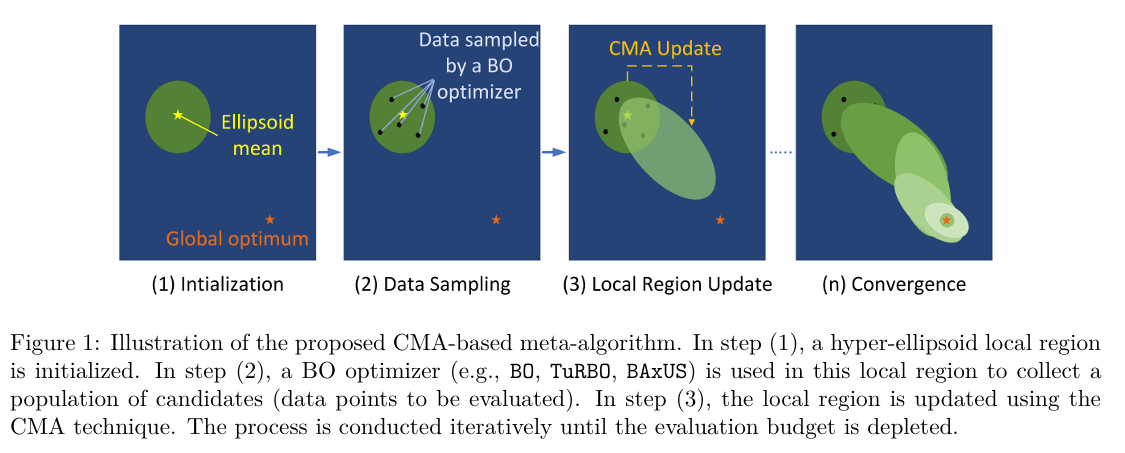 Ellipsoid
mean
Global optimum
Data sampled
by a BO
optimizer
CMA Update
(1) Intialization
(2) Data Sampling
(3) Local Region Update
(n) Convergence
Figure 1: Illustration of the proposed CMA-based meta-algorithm. In step (1), a hyper-ellipsoid local region
is initialized. In step (2), a BO optimizer (e.g., BO, TuRBO, BAxUS) is used in this local region to collect a
population of candidates (data points to be evaluated). In step (3), the local region is updated using the
CMA technique. The process is conducted iteratively until the evaluation budget is depleted.